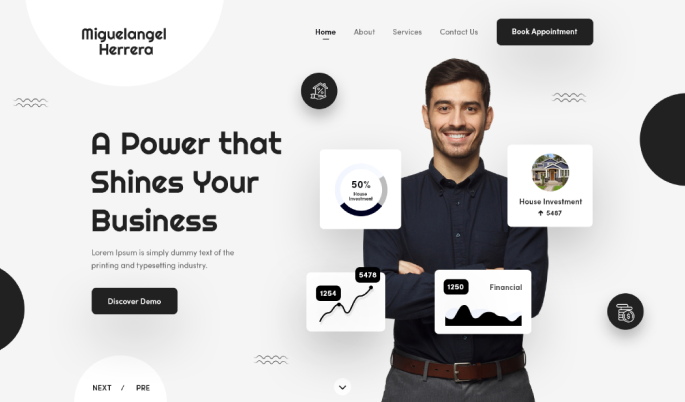 Miguelangel
Herrera
Home
About
Services
Contact Us
Book Appointment
A Power that
Shines Your
Business
Lorem Ipsum is simply dummy text of the
printing and typesetting industry.
Discover Demo
NEXT / PRE
50%
House
Investment
House Investment
5487
5478
1254
1250
Financial